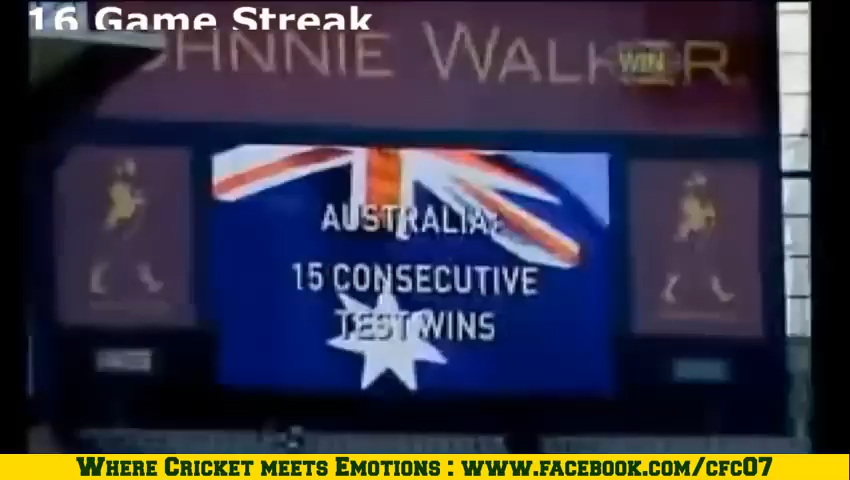 16 Game Streak
JOHNNIE WALKER.
WIN
AUSTRALIA:
15 CONSECUTIVE
TEST WINS
WHERE CRICKET MEETS EMOTIONS : WWW.FACEBOOK.COM/CFC07